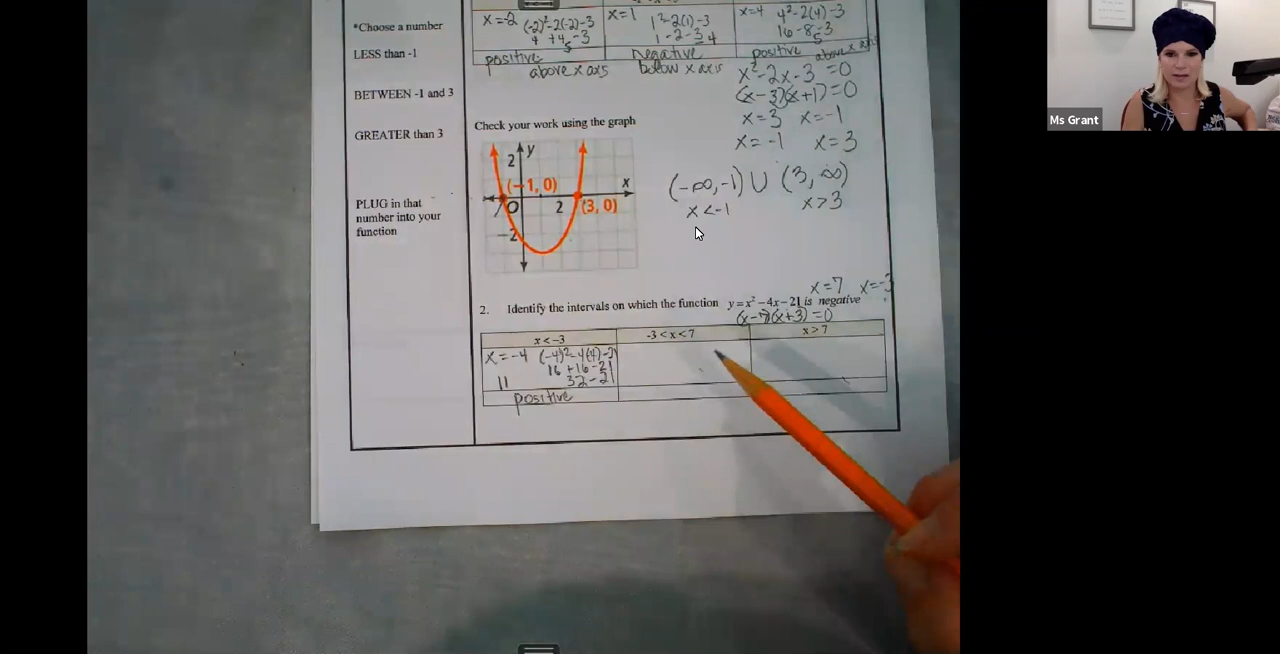 *Choose a number
LESS than -1
BETWEEN -1 and 3
GREATER than 3
PLUG in that
number into your
function
x=-2 (-2)²-2(-2)-3
4 +4 -3
5
positive
above x axis
x=1 1²-2(1)-3
1-2-3 -4
Negative
below x axis
x=4 4²-2(4)-3
16-8-3
5
positive above x axis
x²-2x-3=0
(x-3)(x+1)=0
x=3 x=-1
x=-1 x=3
Check your work using the graph
2 y
(−1, 0) x
O 2 (3, 0)
−2
(-∞,-1) ∪ (3,∞)
x<-1 x>3
x=7 x=-3
2. Identify the intervals on which the function y=x²−4x−21 is negative
(x-7)(x+3)=0
x<−3 -3<x<7 x>7
x=-4 (-4)²-4(4)-21
16+16-21
11 32-21
positive
Ms Grant